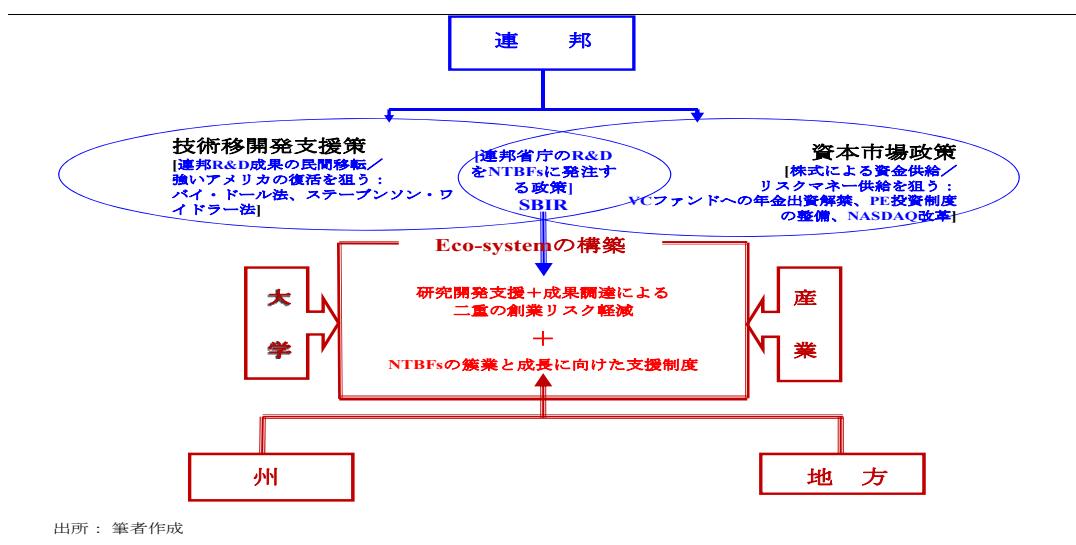 連 邦
技術移開発支援策
[連邦R&D成果の民間移転／
強いアメリカの復活を狙う：
バイ・ドール法、ステーブンソン・ワ
イドラー法]
[連邦省庁のR&D
をNTBFsに発注す
る政策]
SBIR
資本市場政策
[株式による資金供給／
リスクマネー供給を狙う：
VCファンドへの年金出資解禁、PE投資制度
の整備、NASDAQ改革]
Eco-systemの構築
大
学
研究開発支援＋成果調達による
二重の創業リスク軽減
＋
NTBFsの簇業と成長に向けた支援制度
産
業
州
地 方
出所： 筆者作成